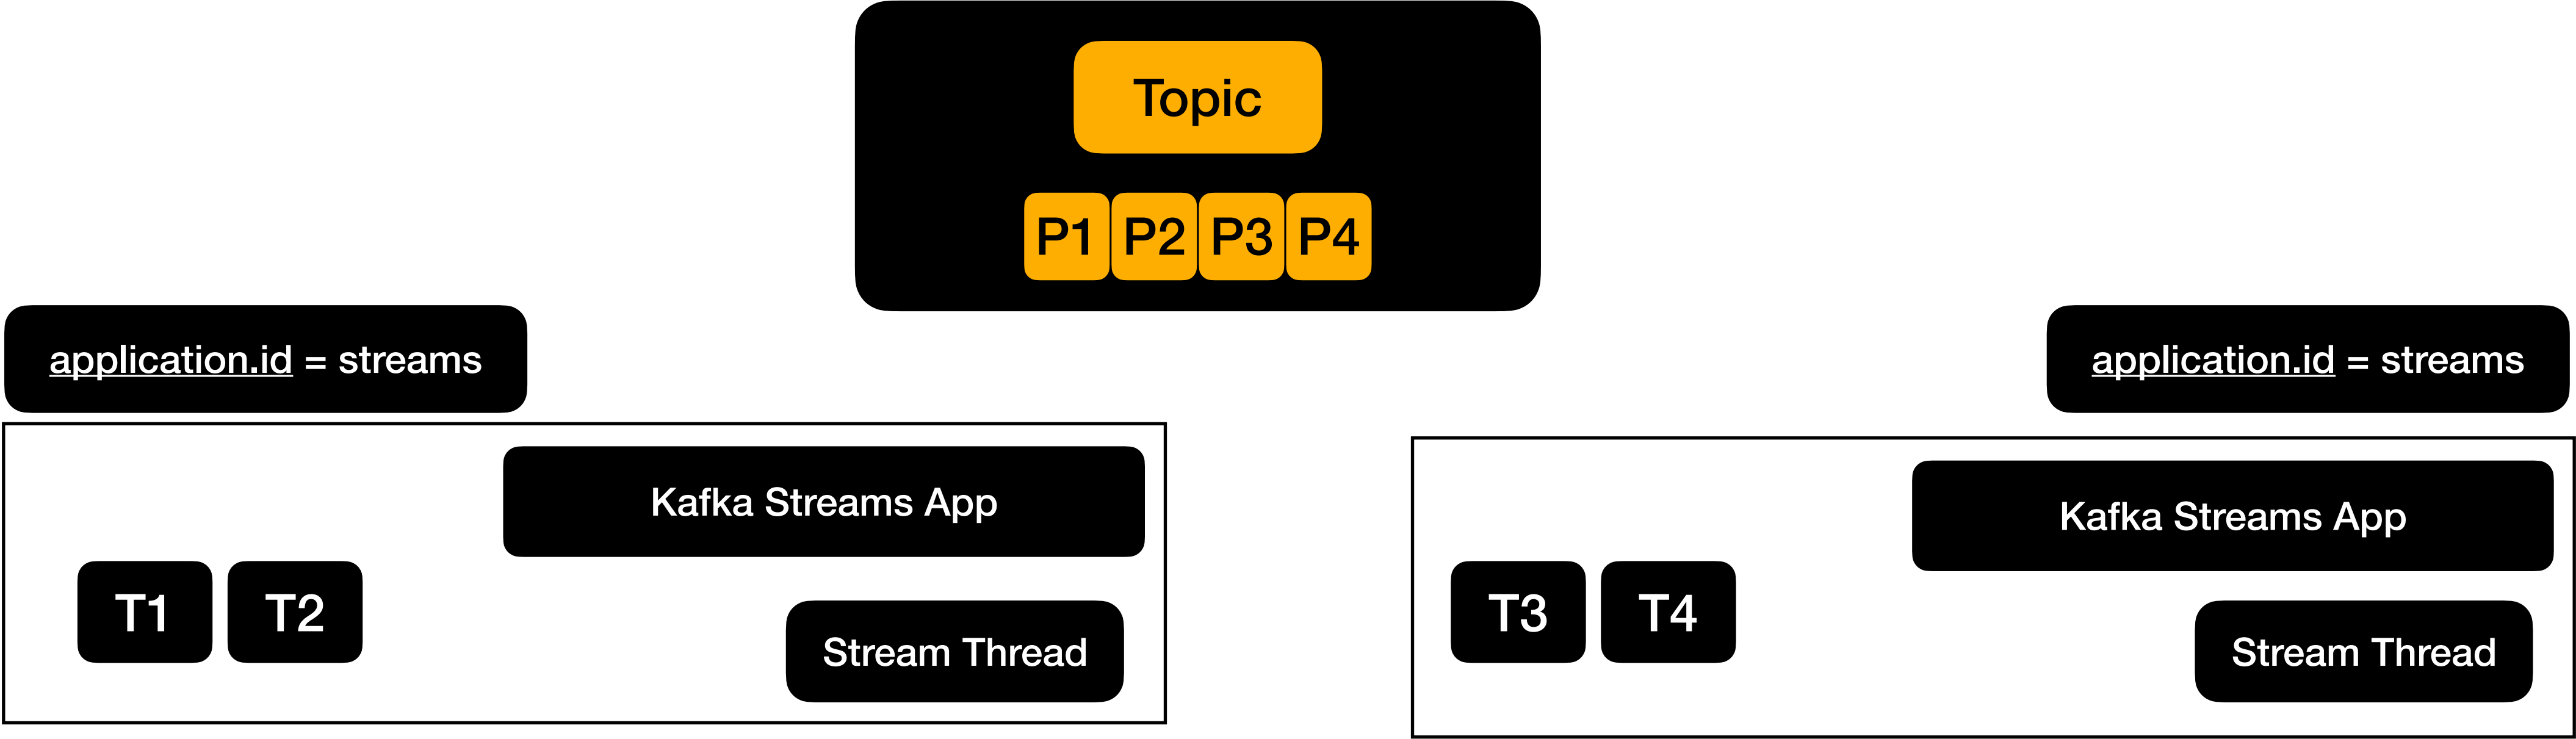 Topic
P1 P2 P3 P4
application.id = streams
application.id = streams
Kafka Streams App
T1 T2
Stream Thread
Kafka Streams App
T3 T4
Stream Thread